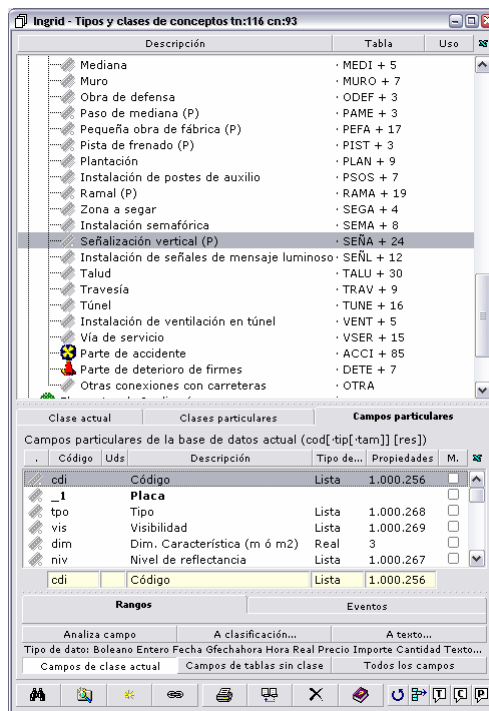 Ingrid - Tipos y clases de conceptos tn:116 cn:93
Descripción Tabla Uso
Mediana · MEDI + 5
Muro · MURO + 7
Obra de defensa · ODEF + 3
Paso de mediana (P) · PAME + 3
Pequeña obra de fábrica (P) · PEFA + 17
Pista de frenado (P) · PIST + 3
Plantación · PLAN + 9
Instalación de postes de auxilio · PSOS + 7
Ramal (P) · RAMA + 19
Zona a segar · SEGA + 4
Instalación semafórica · SEMA + 8
Señalización vertical (P) · SEÑA + 24
Instalación de señales de mensaje luminoso · SEÑL + 12
Talud · TALU + 30
Travesía · TRAV + 9
Túnel · TUNE + 16
Instalación de ventilación en túnel · VENT + 5
Vía de servicio · VSER + 15
Parte de accidente · ACCI + 85
Parte de deterioro de firmes · DETE + 7
Otras conexiones con carreteras · OTRA
Clase actual Clases particulares Campos particulares
Campos particulares de la base de datos actual (cod[·tip[·tam]] [res])
. Código Uds Descripción Tipo de... Propiedades M.
cdi Código Lista 1.000.256
_1 Placa
tpo Tipo Lista 1.000.268
vis Visibilidad Lista 1.000.269
dim Dim. Característica (m ó m2) Real 3
niv Nivel de reflectancia Lista 1.000.267
cdi Código Lista 1.000.256
Rangos Eventos
Analiza campo A clasificación... A texto...
Tipo de dato: Boleano Entero Fecha Gfechahora Hora Real Precio Importe Cantidad Texto...
Campos de clase actual Campos de tablas sin clase Todos los campos
T C P